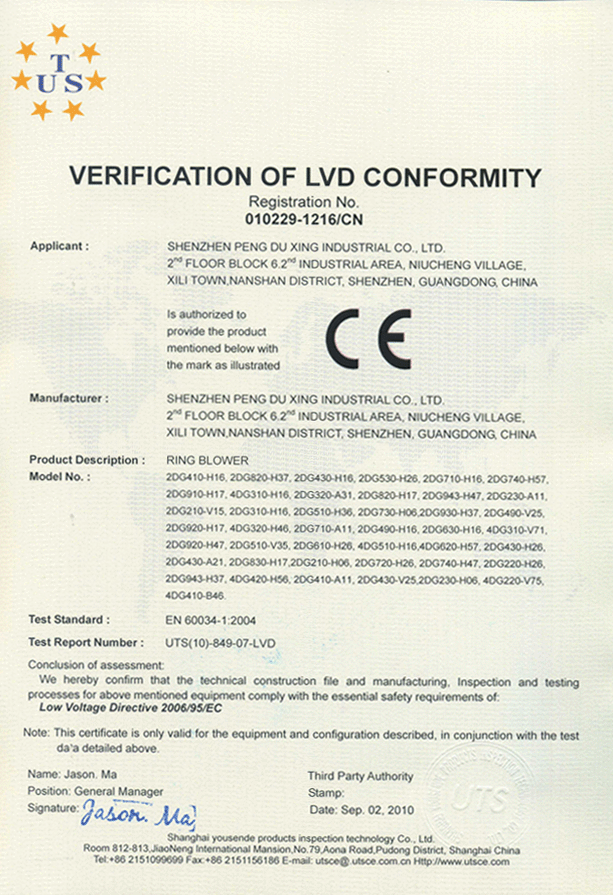 T
U S
VERIFICATION OF LVD CONFORMITY
Registration No.
010229-1216/CN
Applicant : SHENZHEN PENG DU XING INDUSTRIAL CO., LTD.
2nd FLOOR BLOCK 6.2nd INDUSTRIAL AREA, NIUCHENG VILLAGE,
XILI TOWN,NANSHAN DISTRICT, SHENZHEN, GUANGDONG, CHINA
Is authorized to
provide the product
mentioned below with
the mark as illustrated
CE
Manufacturer : SHENZHEN PENG DU XING INDUSTRIAL CO., LTD.
2nd FLOOR BLOCK 6.2nd INDUSTRIAL AREA, NIUCHENG VILLAGE,
XILI TOWN,NANSHAN DISTRICT, SHENZHEN, GUANGDONG, CHINA
Product Description : RING BLOWER
Model No. : 2DG410-H16, 2DG820-H37, 2DG430-H16, 2DG530-H26, 2DG710-H16, 2DG740-H57,
2DG910-H17, 4DG310-H16, 2DG320-A31, 2DG820-H17, 2DG943-H47, 2DG230-A11,
2DG210-V15, 2DG310-H16, 2DG510-H36, 2DG730-H06,2DG930-H37, 2DG490-V25,
2DG920-H17, 4DG320-H46, 2DG710-A11, 2DG490-H16, 2DG630-H16, 4DG310-V71,
2DG920-H47, 2DG510-V35, 2DG610-H26, 4DG510-H16,4DG620-H57, 2DG430-H26,
2DG430-A21, 2DG830-H17,2DG210-H06, 2DG720-H26, 2DG740-H47, 2DG220-H26,
2DG943-H37, 4DG420-H56, 2DG410-A11, 2DG430-V25,2DG230-H06, 4DG220-V75,
4DG410-B46.
Test Standard : EN 60034-1:2004
Test Report Number : UTS(10)-849-07-LVD
Conclusion of assessment:
We hereby confirm that the technical construction file and manufacturing, Inspection and testing
processes for above mentioned equipment comply with the essential safety requirements of:
Low Voltage Directive 2006/95/EC
Note: This certificate is only valid for the equipment and configuration described, in conjunction with the test
da'a detailed above.
Name: Jason. Ma
Position: General Manager
Signature: Jason. Ma
Third Party Authority
Stamp:
Date: Sep. 02, 2010
UTS
Shanghai yousende products inspection technology Co., Ltd.
Room 812-813,JiaoNeng International Mansion,No.79,Aona Road,Pudong District, Shanghai China
Tel:+86 2151099699 Fax:+86 2151156186 E-mail: utsce@.utsce.com.cn Http://www.utsce.com